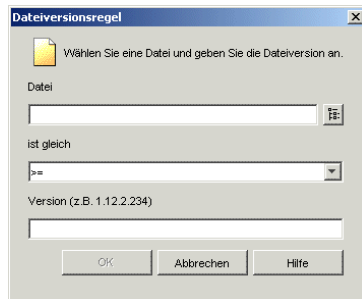 Dateiversionsregel
Wählen Sie eine Datei und geben Sie die Dateiversion an.
Datei
ist gleich
>=
Version (z.B. 1.12.2.234)
OK Abbrechen Hilfe